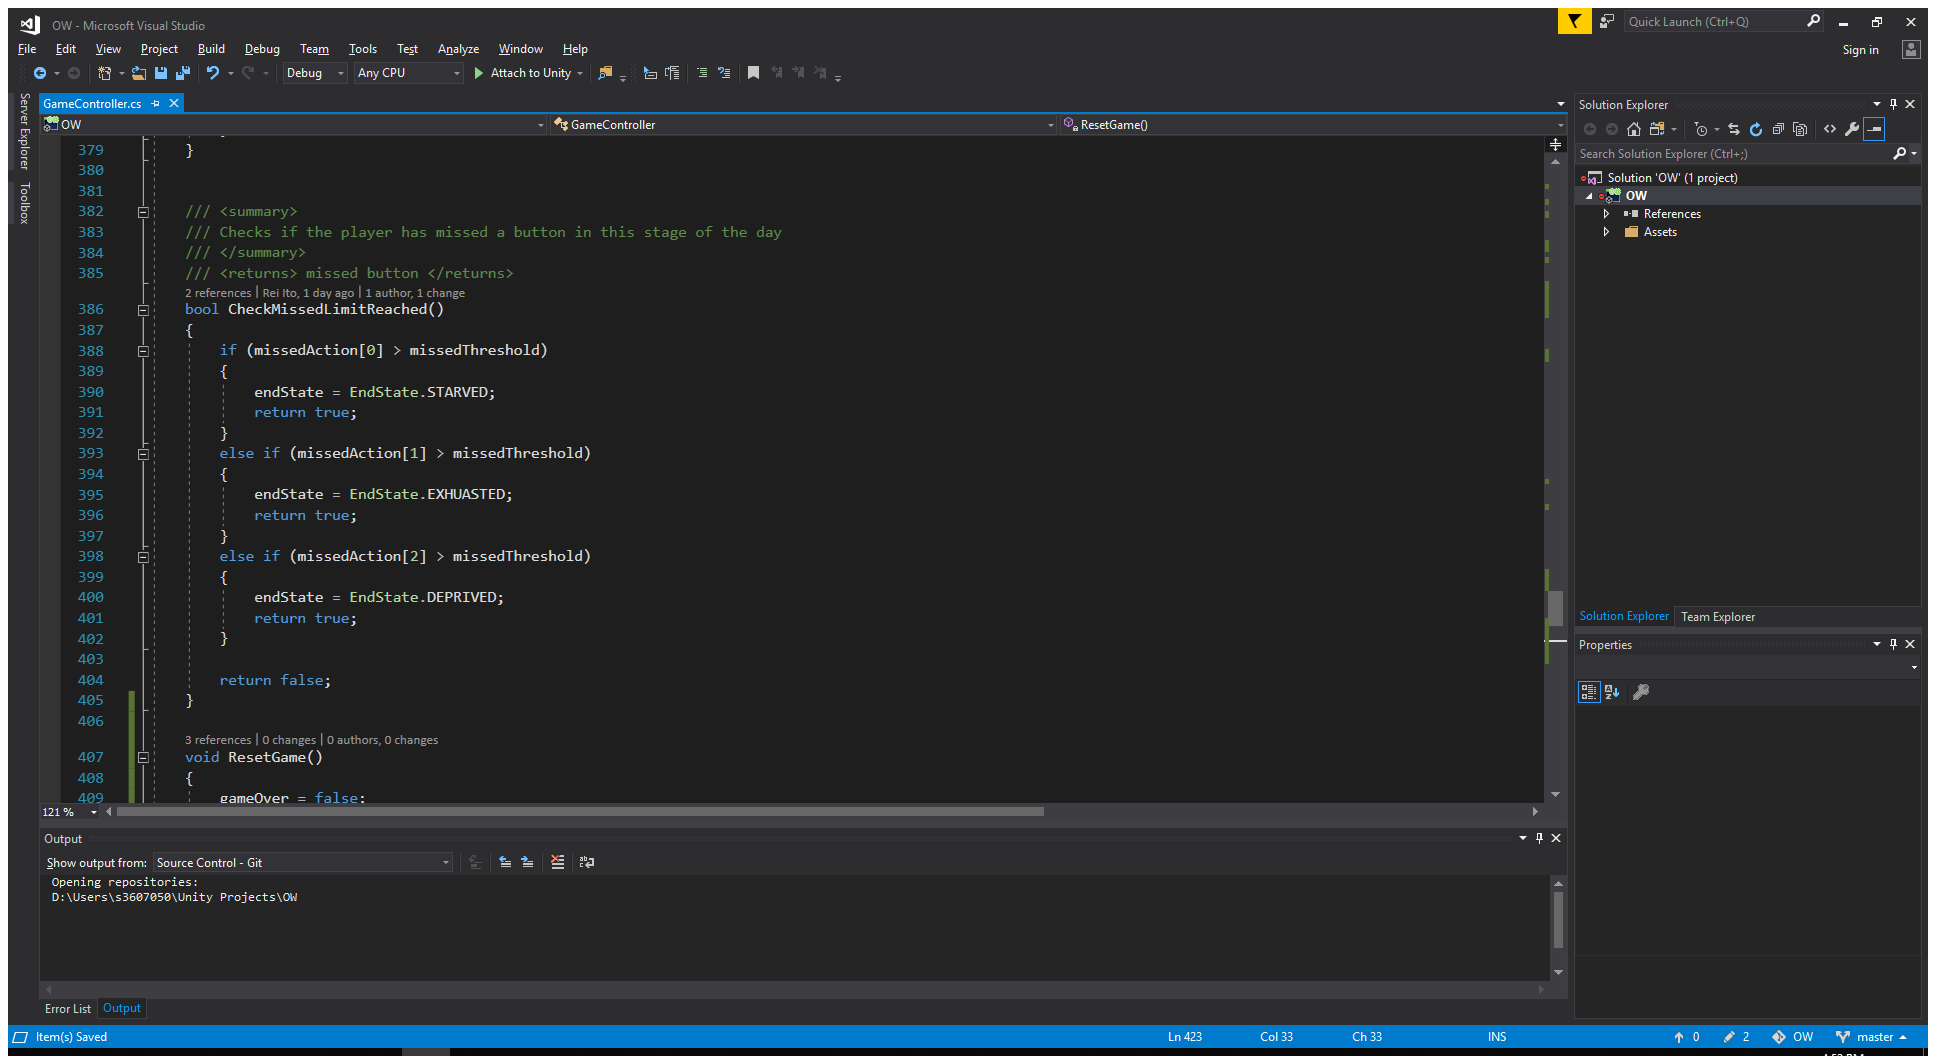 OW - Microsoft Visual Studio
Quick Launch (Ctrl+Q)
File Edit View Project Build Debug Team Tools Test Analyze Window Help
Sign in
Debug Any CPU Attach to Unity
Server Explorer
Toolbox
GameController.cs
OW GameController ResetGame()
379 }
380
381
382 /// <summary>
383 /// Checks if the player has missed a button in this stage of the day
384 /// </summary>
385 /// <returns> missed button </returns>
2 references | Rei Ito, 1 day ago | 1 author, 1 change
386 bool CheckMissedLimitReached()
387 {
388 if (missedAction[0] > missedThreshold)
389 {
390 endState = EndState.STARVED;
391 return true;
392 }
393 else if (missedAction[1] > missedThreshold)
394 {
395 endState = EndState.EXHUASTED;
396 return true;
397 }
398 else if (missedAction[2] > missedThreshold)
399 {
400 endState = EndState.DEPRIVED;
401 return true;
402 }
403
404 return false;
405 }
406
3 references | 0 changes | 0 authors, 0 changes
407 void ResetGame()
408 {
409 gameOver = false;
121 %
Output
Show output from: Source Control - Git
Opening repositories:
D:\Users\s3607050\Unity Projects\OW
Error List Output
Solution Explorer
Search Solution Explorer (Ctrl+;)
Solution 'OW' (1 project)
OW
References
Assets
Solution Explorer Team Explorer
Properties
Item(s) Saved Ln 423 Col 33 Ch 33 INS 0 2 OW master